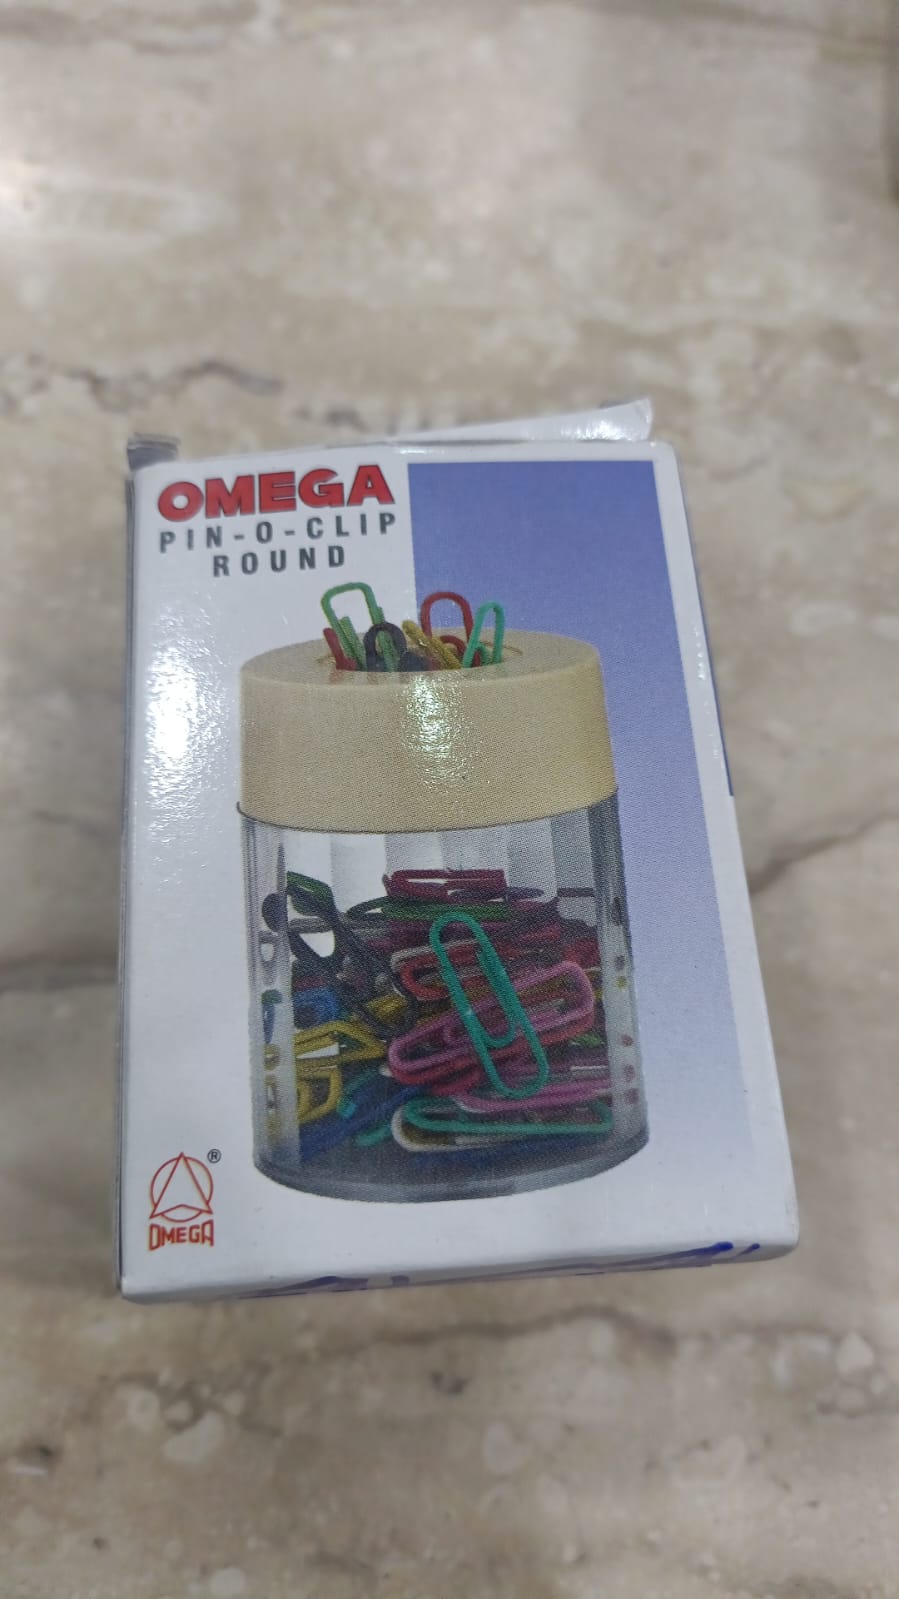 OMEGA
PIN-O-CLIP
ROUND
®
OMEGA